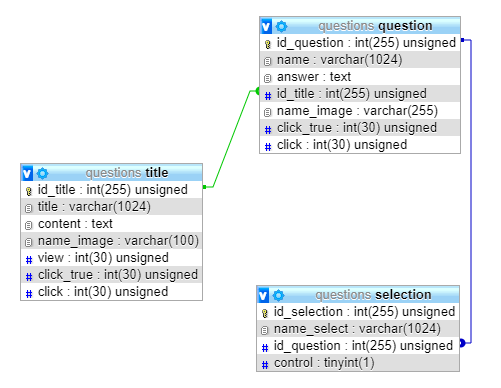 questions question
id_question : int(255) unsigned
name : varchar(1024)
answer : text
id_title : int(255) unsigned
name_image : varchar(255)
click_true : int(30) unsigned
click : int(30) unsigned
questions title
id_title : int(255) unsigned
title : varchar(1024)
content : text
name_image : varchar(100)
view : int(30) unsigned
click_true : int(30) unsigned
click : int(30) unsigned
questions selection
id_selection : int(255) unsigned
name_select : varchar(1024)
id_question : int(255) unsigned
control : tinyint(1)